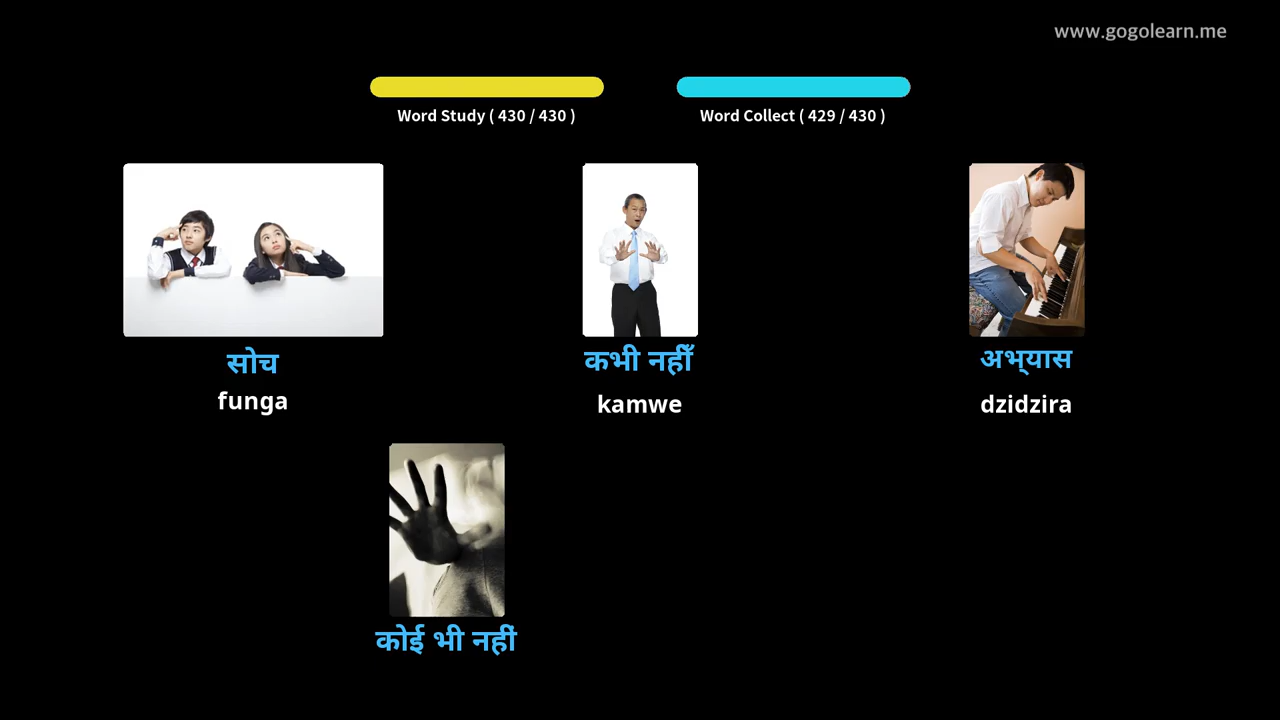 www.gogolearn.me
Word Study ( 430 / 430 )
Word Collect ( 429 / 430 )
सोच
funga
कभी नहीँ
kamwe
अभ्‍यास
dzidzira
कोई भी नहीं